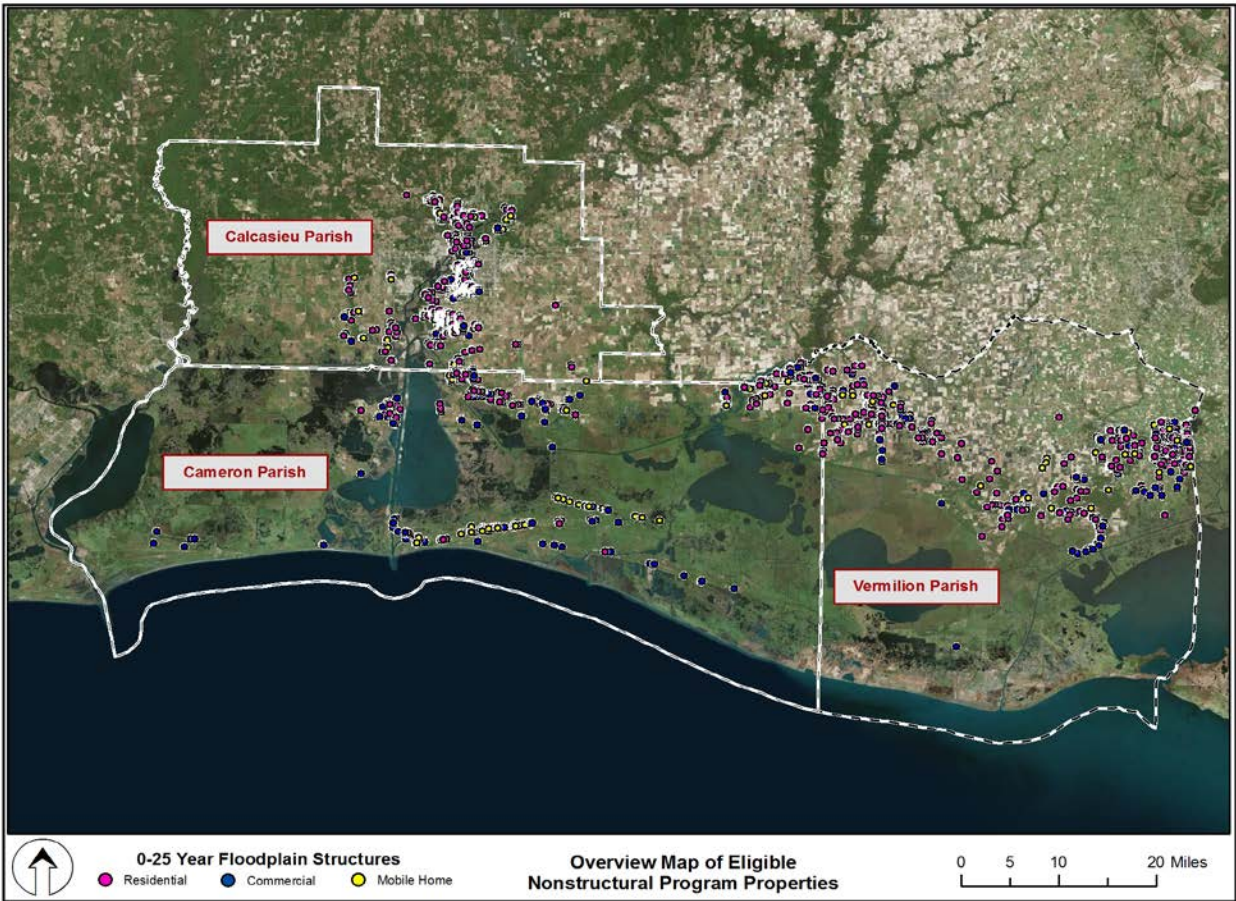 Calcasieu Parish
Cameron Parish
Vermilion Parish
0-25 Year Floodplain Structures
Residential
Commercial
Mobile Home
Overview Map of Eligible
Nonstructural Program Properties
0 5 10 20 Miles